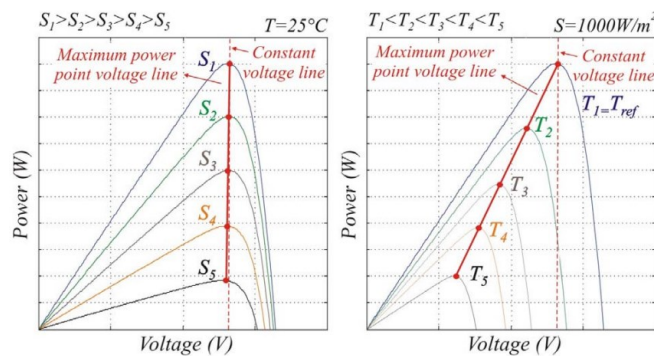 S₁>S₂>S₃>S₄>S₅
T=25°C
Maximum power
point voltage line
S₁
Constant
voltage line
S₂
S₃
S₄
S₅
Power (W)
Voltage (V)
T₁<T₂<T₃<T₄<T₅
S=1000W/m²
Maximum power
point voltage line
Constant
voltage line
T₁=T_ref
T₂
T₃
T₄
T₅
Power (W)
Voltage (V)